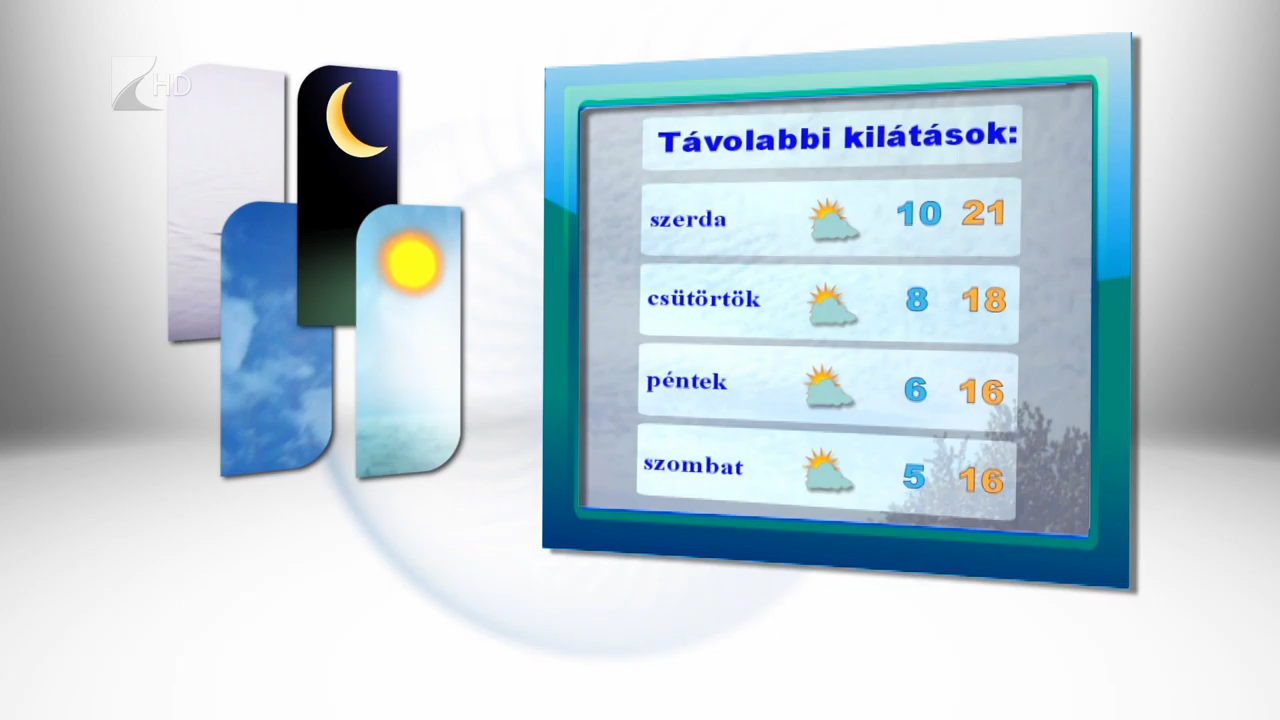 HD
Távolabbi kilátások:
szerda 10 21
csütörtök 8 18
péntek 6 16
szombat 5 16